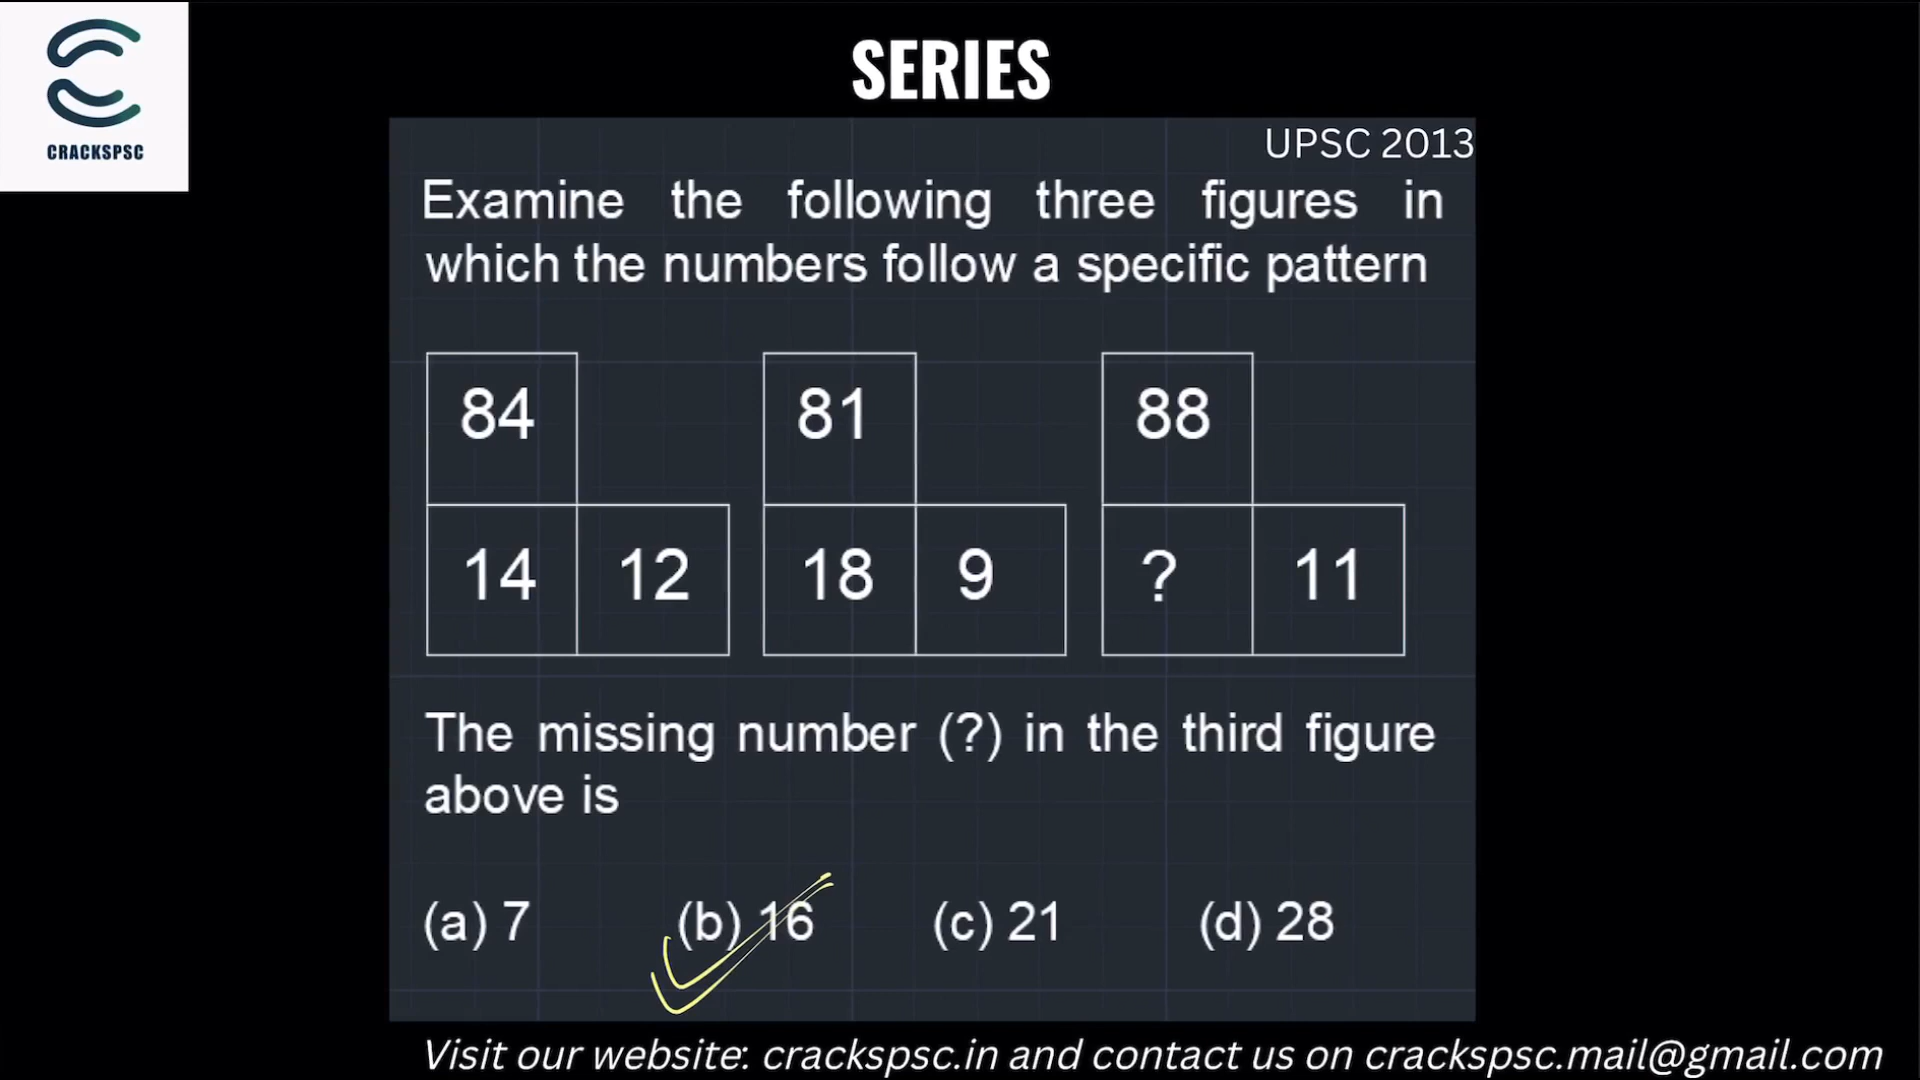 CRACKSPSC
SERIES
UPSC 2013
Examine the following three figures in
which the numbers follow a specific pattern
84 81 88
14 12 18 9 ? 11
The missing number (?) in the third figure
above is
(a) 7 (b) 16 (c) 21 (d) 28
Visit our website: crackspsc.in and contact us on crackspsc.mail@gmail.com